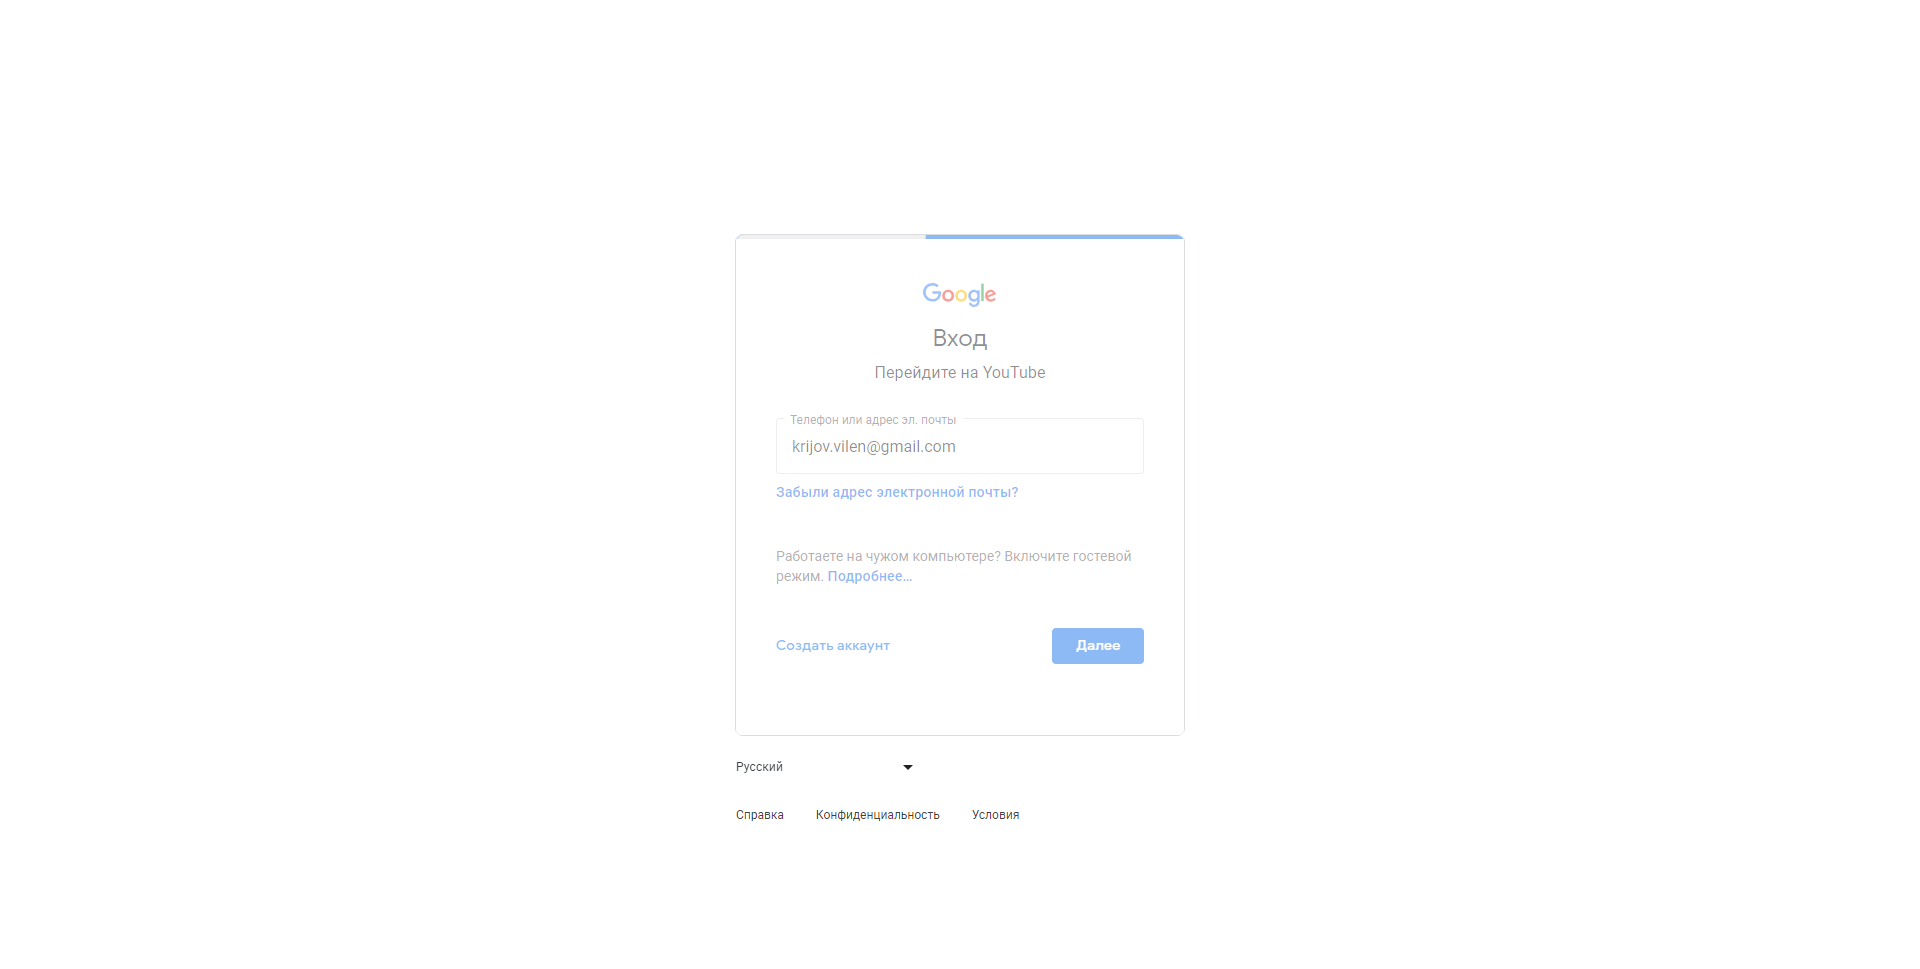 Google
Вход
Перейдите на YouTube
Телефон или адрес эл. почты
krijov.vilen@gmail.com
Забыли адрес электронной почты?
Работаете на чужом компьютере? Включите гостевой
режим. Подробнее…
Создать аккаунт
Далее
Русский
Справка
Конфиденциальность
Условия